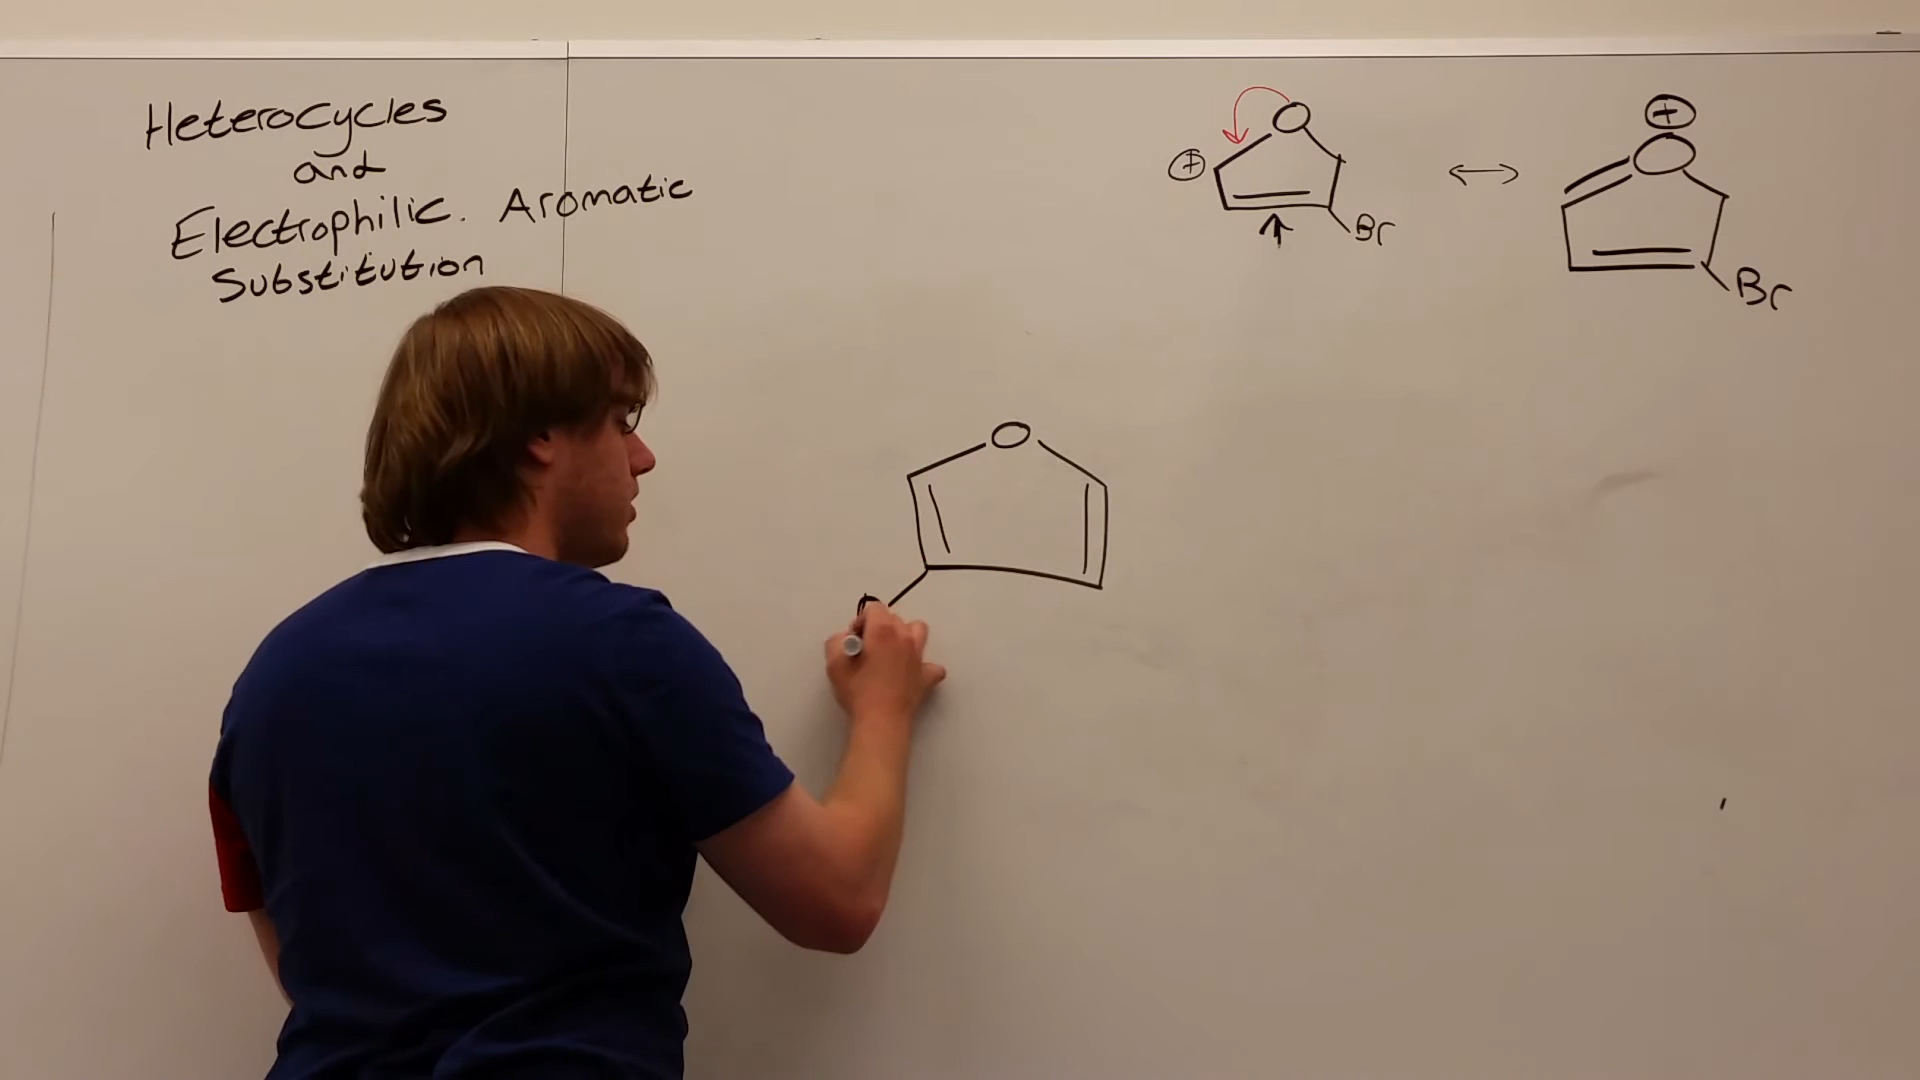 Heterocycles
and
Electrophilic. Aromatic
Substitution
O
+
Br
+
O
Br
O